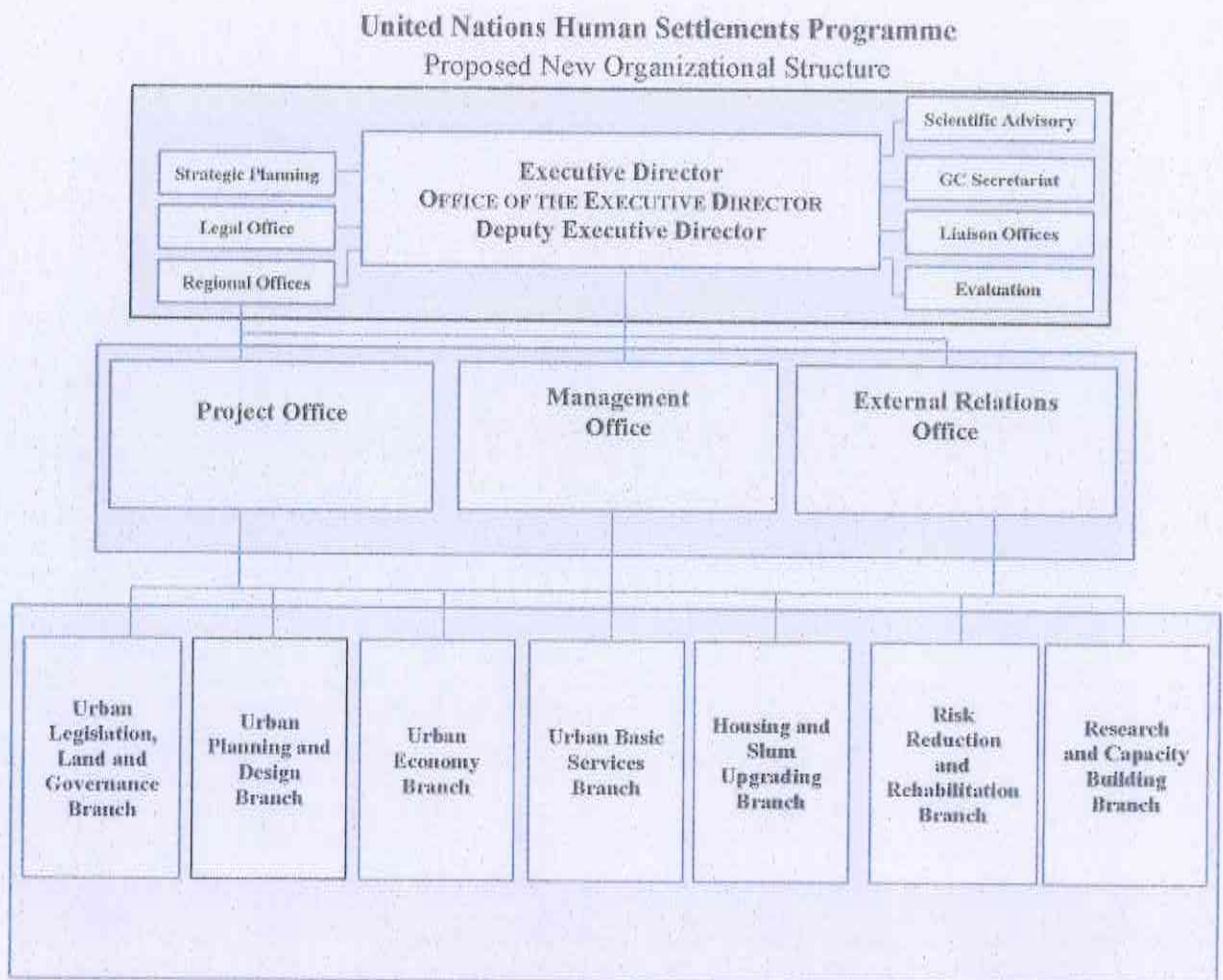 United Nations Human Settlements Programme
Proposed New Organizational Structure
Strategic Planning
Legal Office
Regional Offices
Executive Director
OFFICE OF THE EXECUTIVE DIRECTOR
Deputy Executive Director
Scientific Advisory
GC Secretariat
Liaison Offices
Evaluation
Project Office
Management
Office
External Relations
Office
Urban
Legislation,
Land and
Governance
Branch
Urban
Planning and
Design
Branch
Urban
Economy
Branch
Urban Basic
Services
Branch
Housing and
Slum
Upgrading
Branch
Risk
Reduction
and
Rehabilitation
Branch
Research
and Capacity
Building
Branch